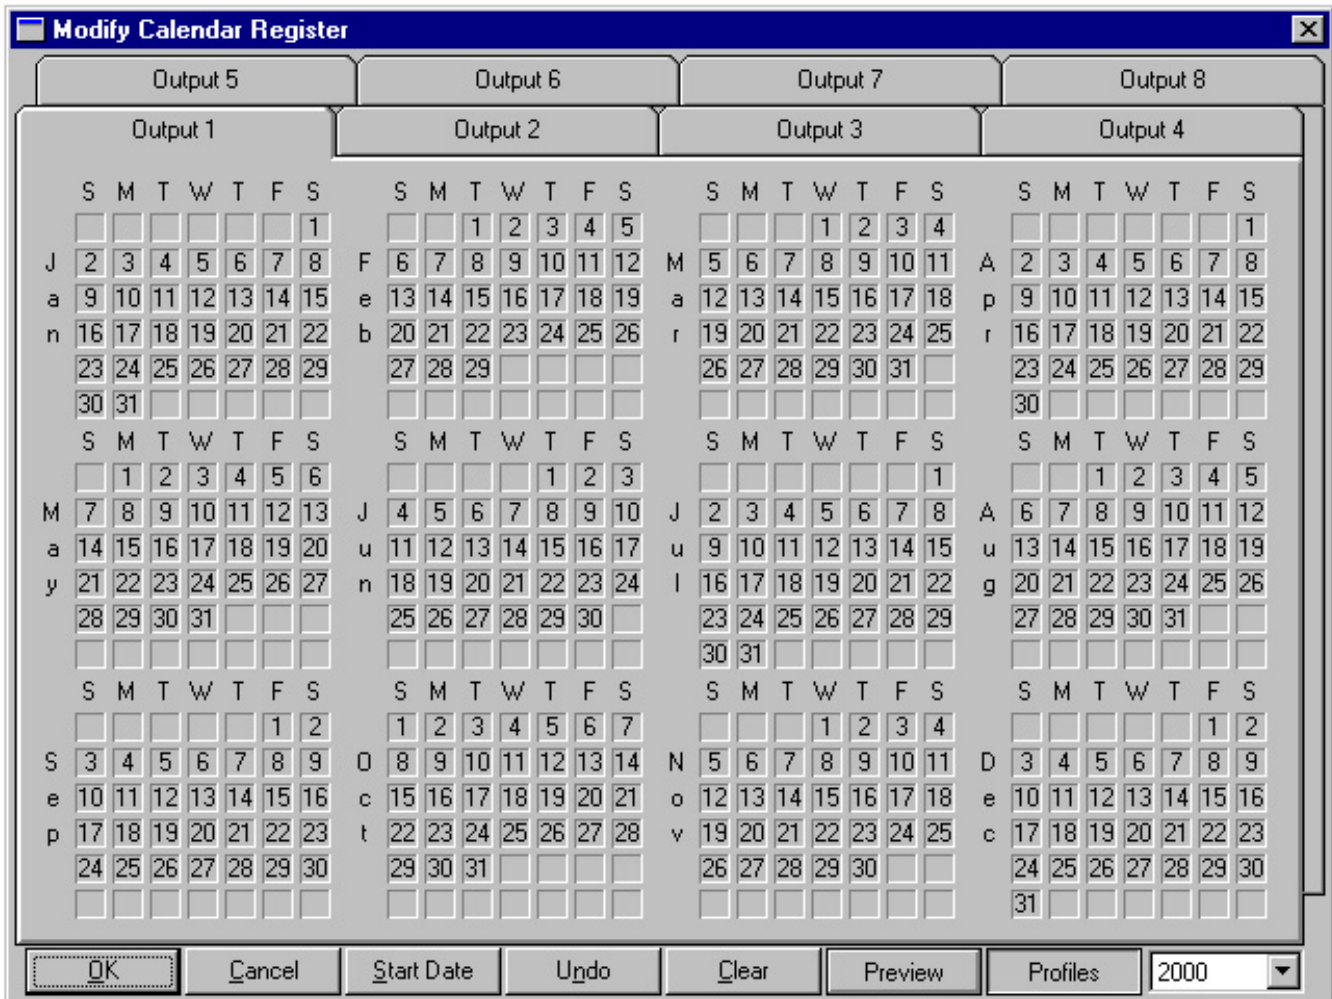 Modify Calendar Register
Output 5 Output 6 Output 7 Output 8
Output 1 Output 2 Output 3 Output 4
S M T W T F S S M T W T F S S M T W T F S S M T W T F S
1 1 2 3 4 5 1 2 3 4 1
J 2 3 4 5 6 7 8 F 6 7 8 9 10 11 12 M 5 6 7 8 9 10 11 A 2 3 4 5 6 7 8
a 9 10 11 12 13 14 15 e 13 14 15 16 17 18 19 a 12 13 14 15 16 17 18 p 9 10 11 12 13 14 15
n 16 17 18 19 20 21 22 b 20 21 22 23 24 25 26 r 19 20 21 22 23 24 25 r 16 17 18 19 20 21 22
23 24 25 26 27 28 29 27 28 29 26 27 28 29 30 31 23 24 25 26 27 28 29
30 31 30
S M T W T F S S M T W T F S S M T W T F S S M T W T F S
1 2 3 4 5 6 1 2 3 1 1 2 3 4 5
M 7 8 9 10 11 12 13 J 4 5 6 7 8 9 10 J 2 3 4 5 6 7 8 A 6 7 8 9 10 11 12
a 14 15 16 17 18 19 20 u 11 12 13 14 15 16 17 u 9 10 11 12 13 14 15 u 13 14 15 16 17 18 19
y 21 22 23 24 25 26 27 n 18 19 20 21 22 23 24 l 16 17 18 19 20 21 22 g 20 21 22 23 24 25 26
28 29 30 31 25 26 27 28 29 30 23 24 25 26 27 28 29 27 28 29 30 31
30 31
S M T W T F S S M T W T F S S M T W T F S S M T W T F S
1 2 1 2 3 4 5 6 7 1 2 3 4 1 2
S 3 4 5 6 7 8 9 O 8 9 10 11 12 13 14 N 5 6 7 8 9 10 11 D 3 4 5 6 7 8 9
e 10 11 12 13 14 15 16 c 15 16 17 18 19 20 21 o 12 13 14 15 16 17 18 e 10 11 12 13 14 15 16
p 17 18 19 20 21 22 23 t 22 23 24 25 26 27 28 v 19 20 21 22 23 24 25 c 17 18 19 20 21 22 23
24 25 26 27 28 29 30 29 30 31 26 27 28 29 30 24 25 26 27 28 29 30
31
OK Cancel Start Date Undo Clear Preview Profiles 2000